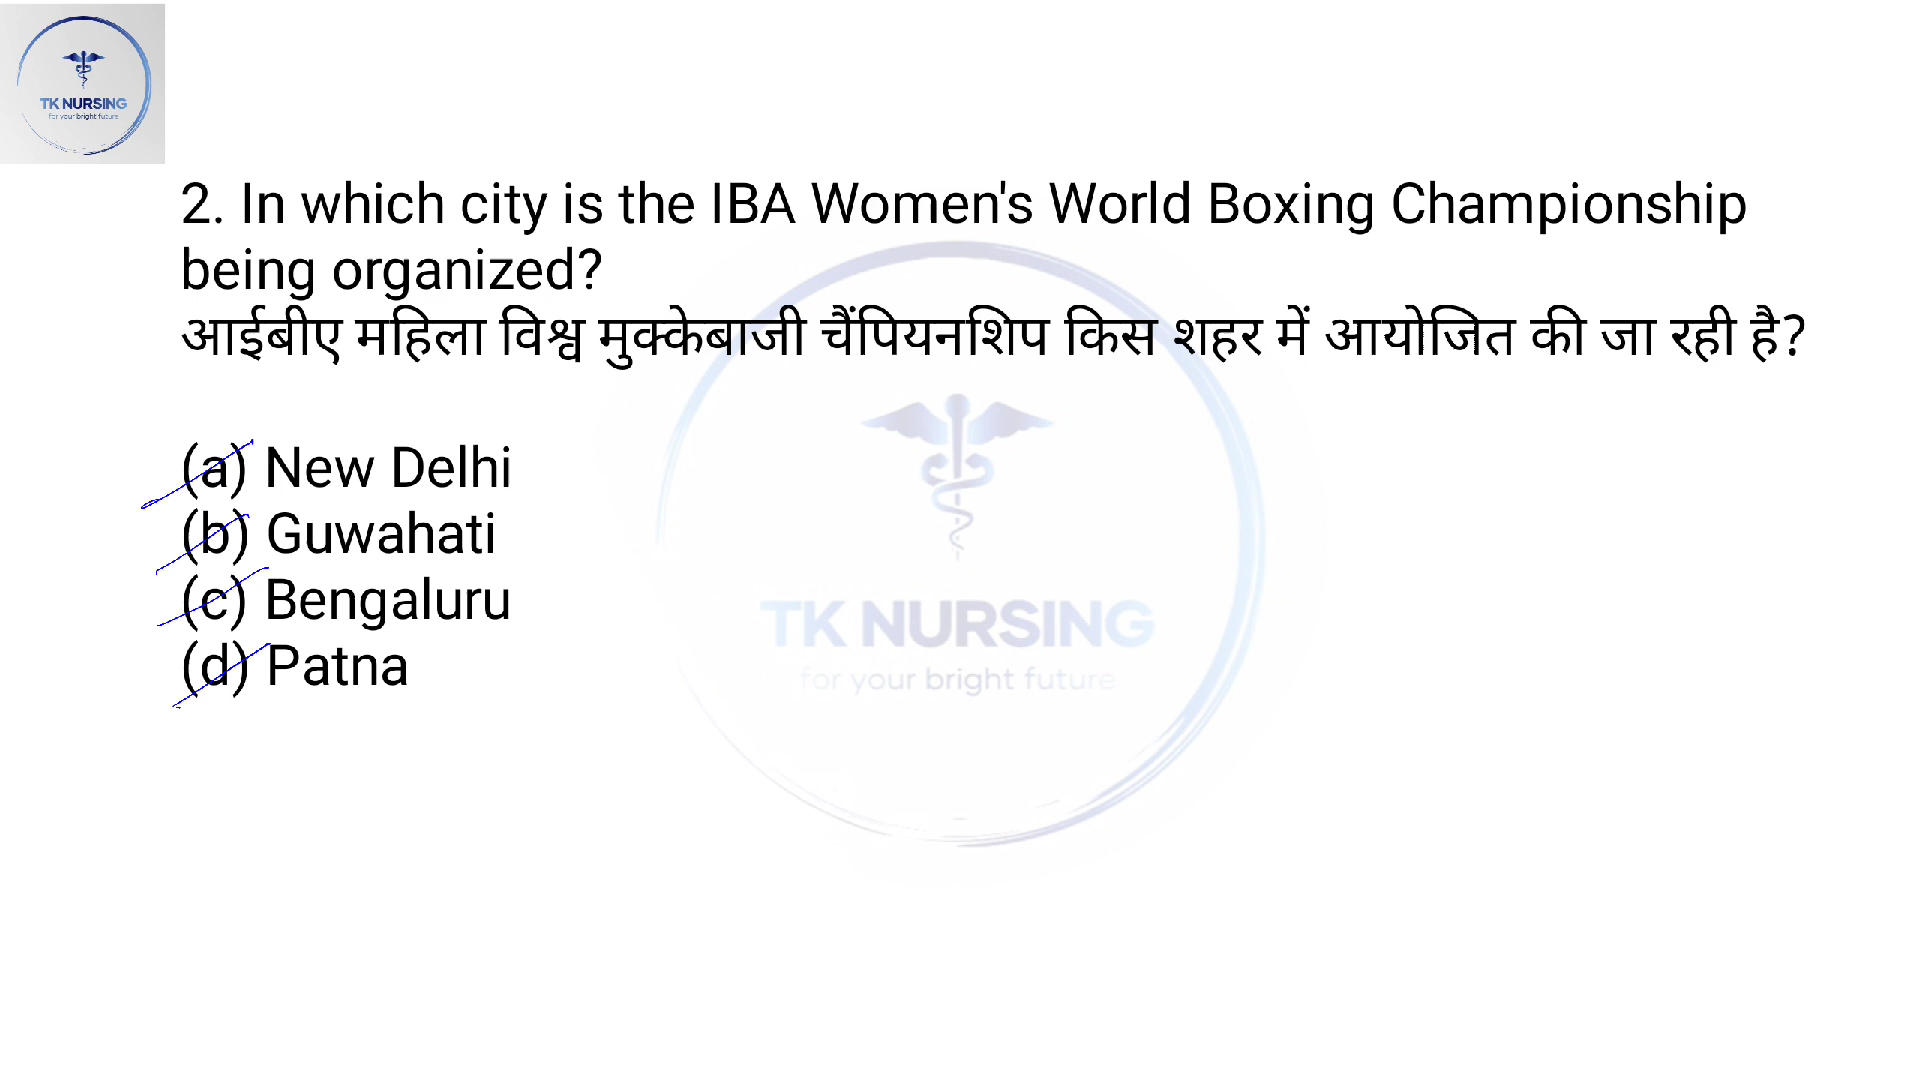 TK NURSING
for your bright future
2. In which city is the IBA Women's World Boxing Championship
being organized?
आईबीए महिला विश्व मुक्केबाजी चैंपियनशिप किस शहर में आयोजित की जा रही है?
(a) New Delhi
(b) Guwahati
(c) Bengaluru
(d) Patna
TK NURSING
for your bright future